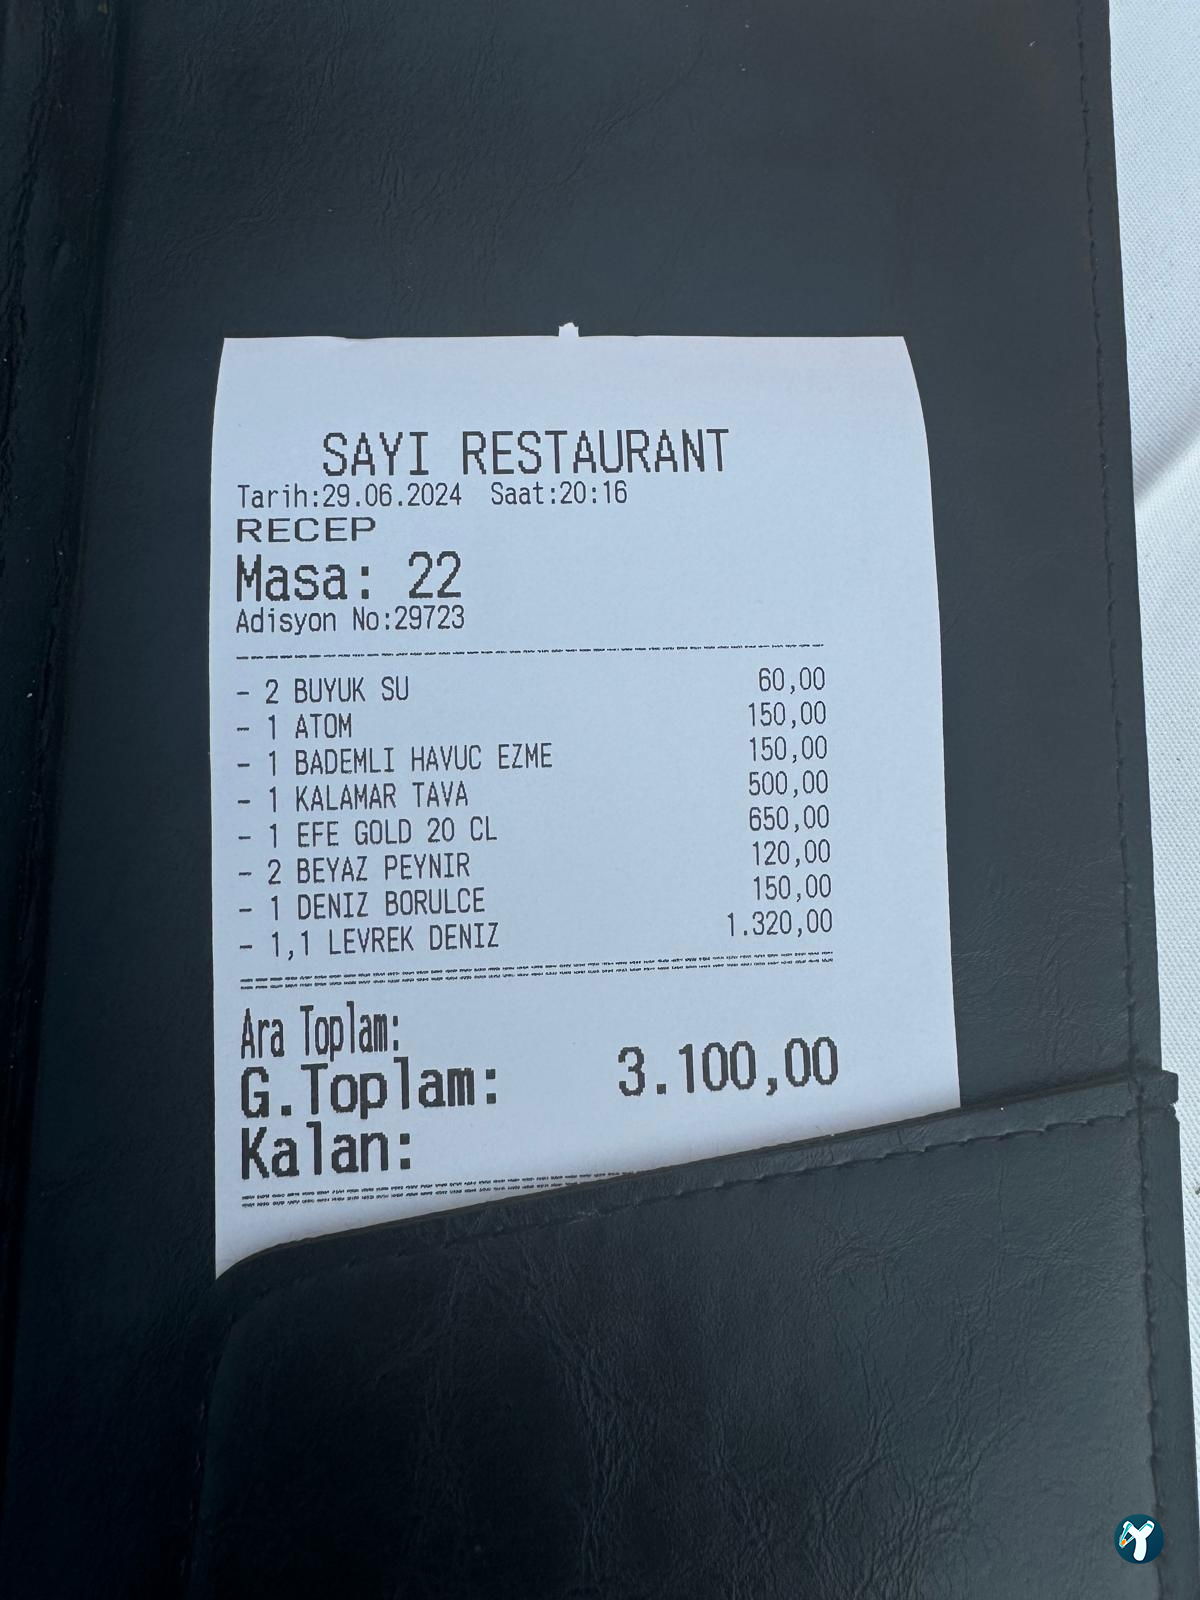 SAYI RESTAURANT
Tarih:29.06.2024 Saat:20:16
RECEP
Masa: 22
Adisyon No:29723
- 2 BUYUK SU 60,00
- 1 ATOM 150,00
- 1 BADEMLI HAVUC EZME 150,00
- 1 KALAMAR TAVA 500,00
- 1 EFE GOLD 20 CL 650,00
- 2 BEYAZ PEYNIR 120,00
- 1 DENIZ BORULCE 150,00
- 1,1 LEVREK DENIZ 1.320,00
Ara Toplam:
G.Toplam: 3.100,00
Kalan: